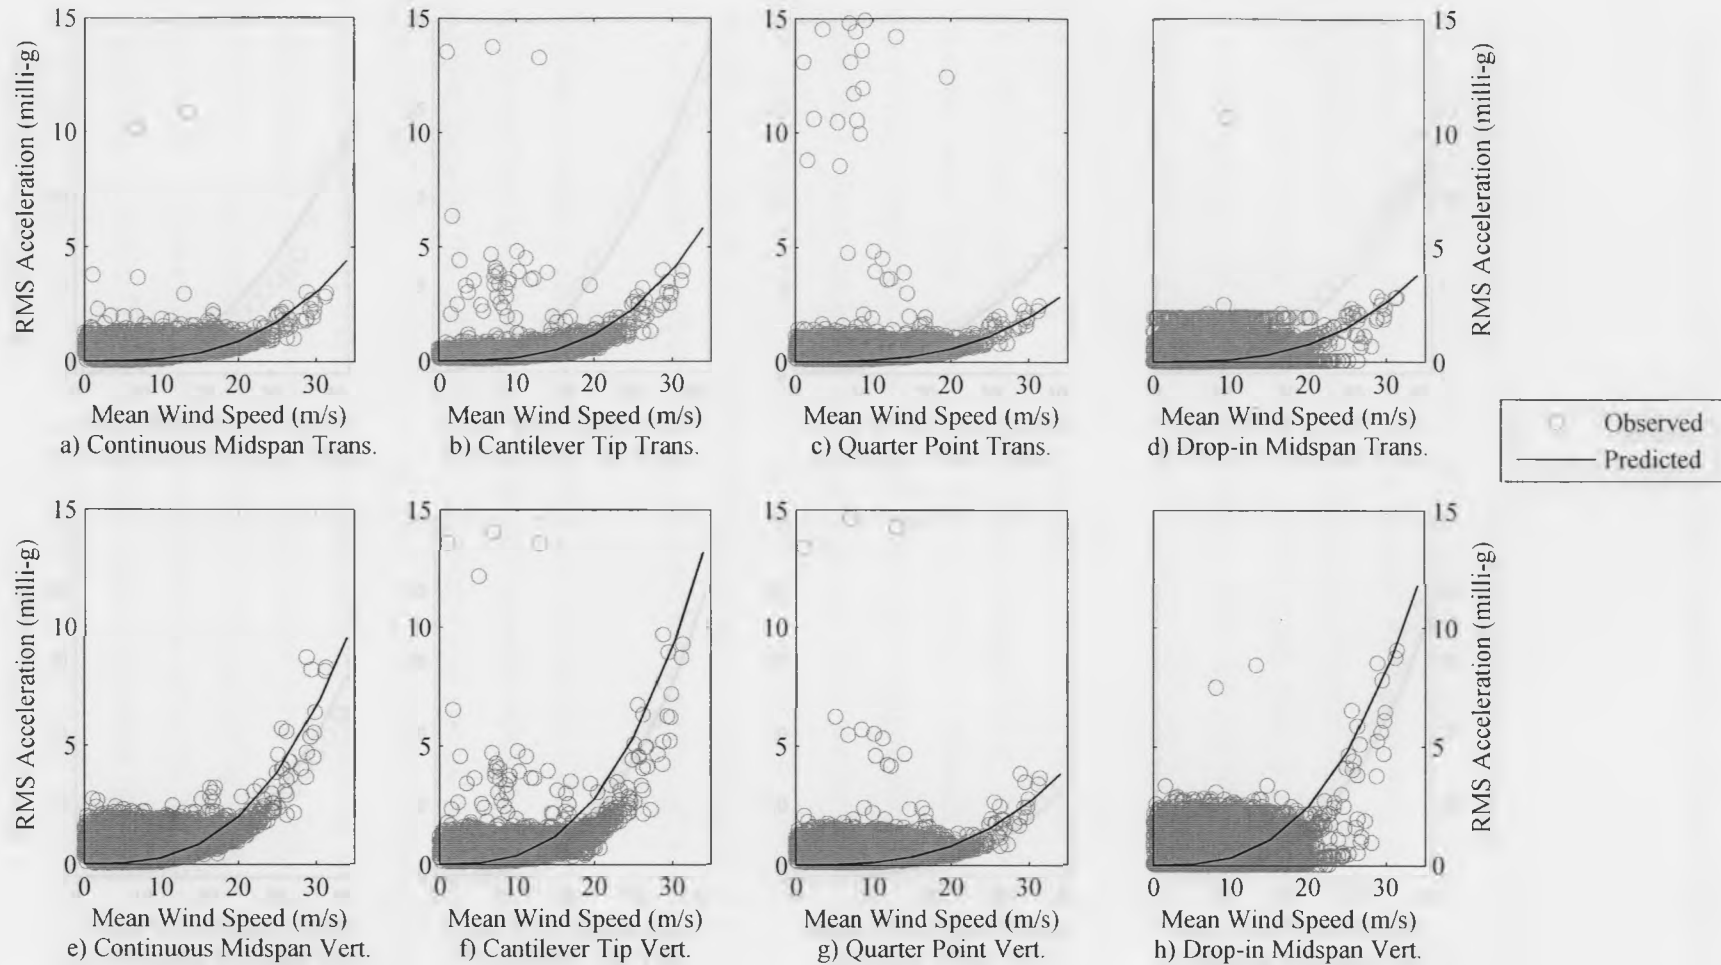 15
15
15
15
RMS Acceleration (milli-g)
10
10
10
10
RMS Acceleration (milli-g)
5
5
5
5
0
0
0
0
0 10 20 30
0 10 20 30
0 10 20 30
0 10 20 30
Mean Wind Speed (m/s)
a) Continuous Midspan Trans.
Mean Wind Speed (m/s)
b) Cantilever Tip Trans.
Mean Wind Speed (m/s)
c) Quarter Point Trans.
Mean Wind Speed (m/s)
d) Drop-in Midspan Trans.
Observed
Predicted
15
15
15
15
RMS Acceleration (milli-g)
10
10
10
10
RMS Acceleration (milli-g)
5
5
5
5
0
0
0
0
0 10 20 30
0 10 20 30
0 10 20 30
0 10 20 30
Mean Wind Speed (m/s)
e) Continuous Midspan Vert.
Mean Wind Speed (m/s)
f) Cantilever Tip Vert.
Mean Wind Speed (m/s)
g) Quarter Point Vert.
Mean Wind Speed (m/s)
h) Drop-in Midspan Vert.